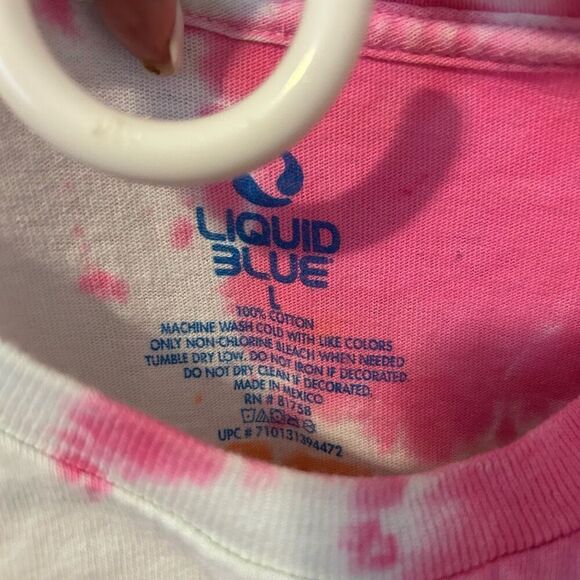 LIQUID
BLUE
L
100% COTTON
MACHINE WASH COLD WITH LIKE COLORS
ONLY NON-CHLORINE BLEACH WHEN NEEDED
TUMBLE DRY LOW. DO NOT IRON IF DECORATED.
DO NOT DRY CLEAN IF DECORATED.
MADE IN MEXICO
RN # 81758
UPC # 710131394472